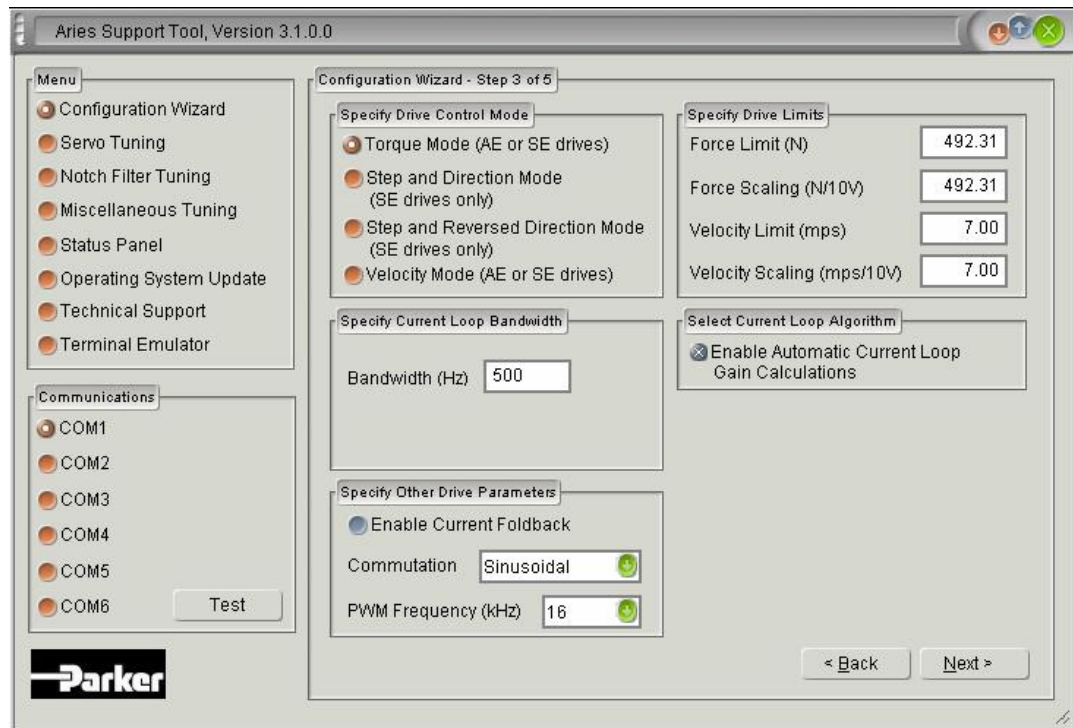 Aries Support Tool, Version 3.1.0.0
Menu
Configuration Wizard
Servo Tuning
Notch Filter Tuning
Miscellaneous Tuning
Status Panel
Operating System Update
Technical Support
Terminal Emulator
Communications
COM1
COM2
COM3
COM4
COM5
COM6
Test
Parker
Configuration Wizard - Step 3 of 5
Specify Drive Control Mode
Torque Mode (AE or SE drives)
Step and Direction Mode
(SE drives only)
Step and Reversed Direction Mode
(SE drives only)
Velocity Mode (AE or SE drives)
Specify Drive Limits
Force Limit (N) 492.31
Force Scaling (N/10V) 492.31
Velocity Limit (mps) 7.00
Velocity Scaling (mps/10V) 7.00
Specify Current Loop Bandwidth
Bandwidth (Hz) 500
Select Current Loop Algorithm
Enable Automatic Current Loop
Gain Calculations
Specify Other Drive Parameters
Enable Current Foldback
Commutation Sinusoidal
PWM Frequency (kHz) 16
< Back
Next >